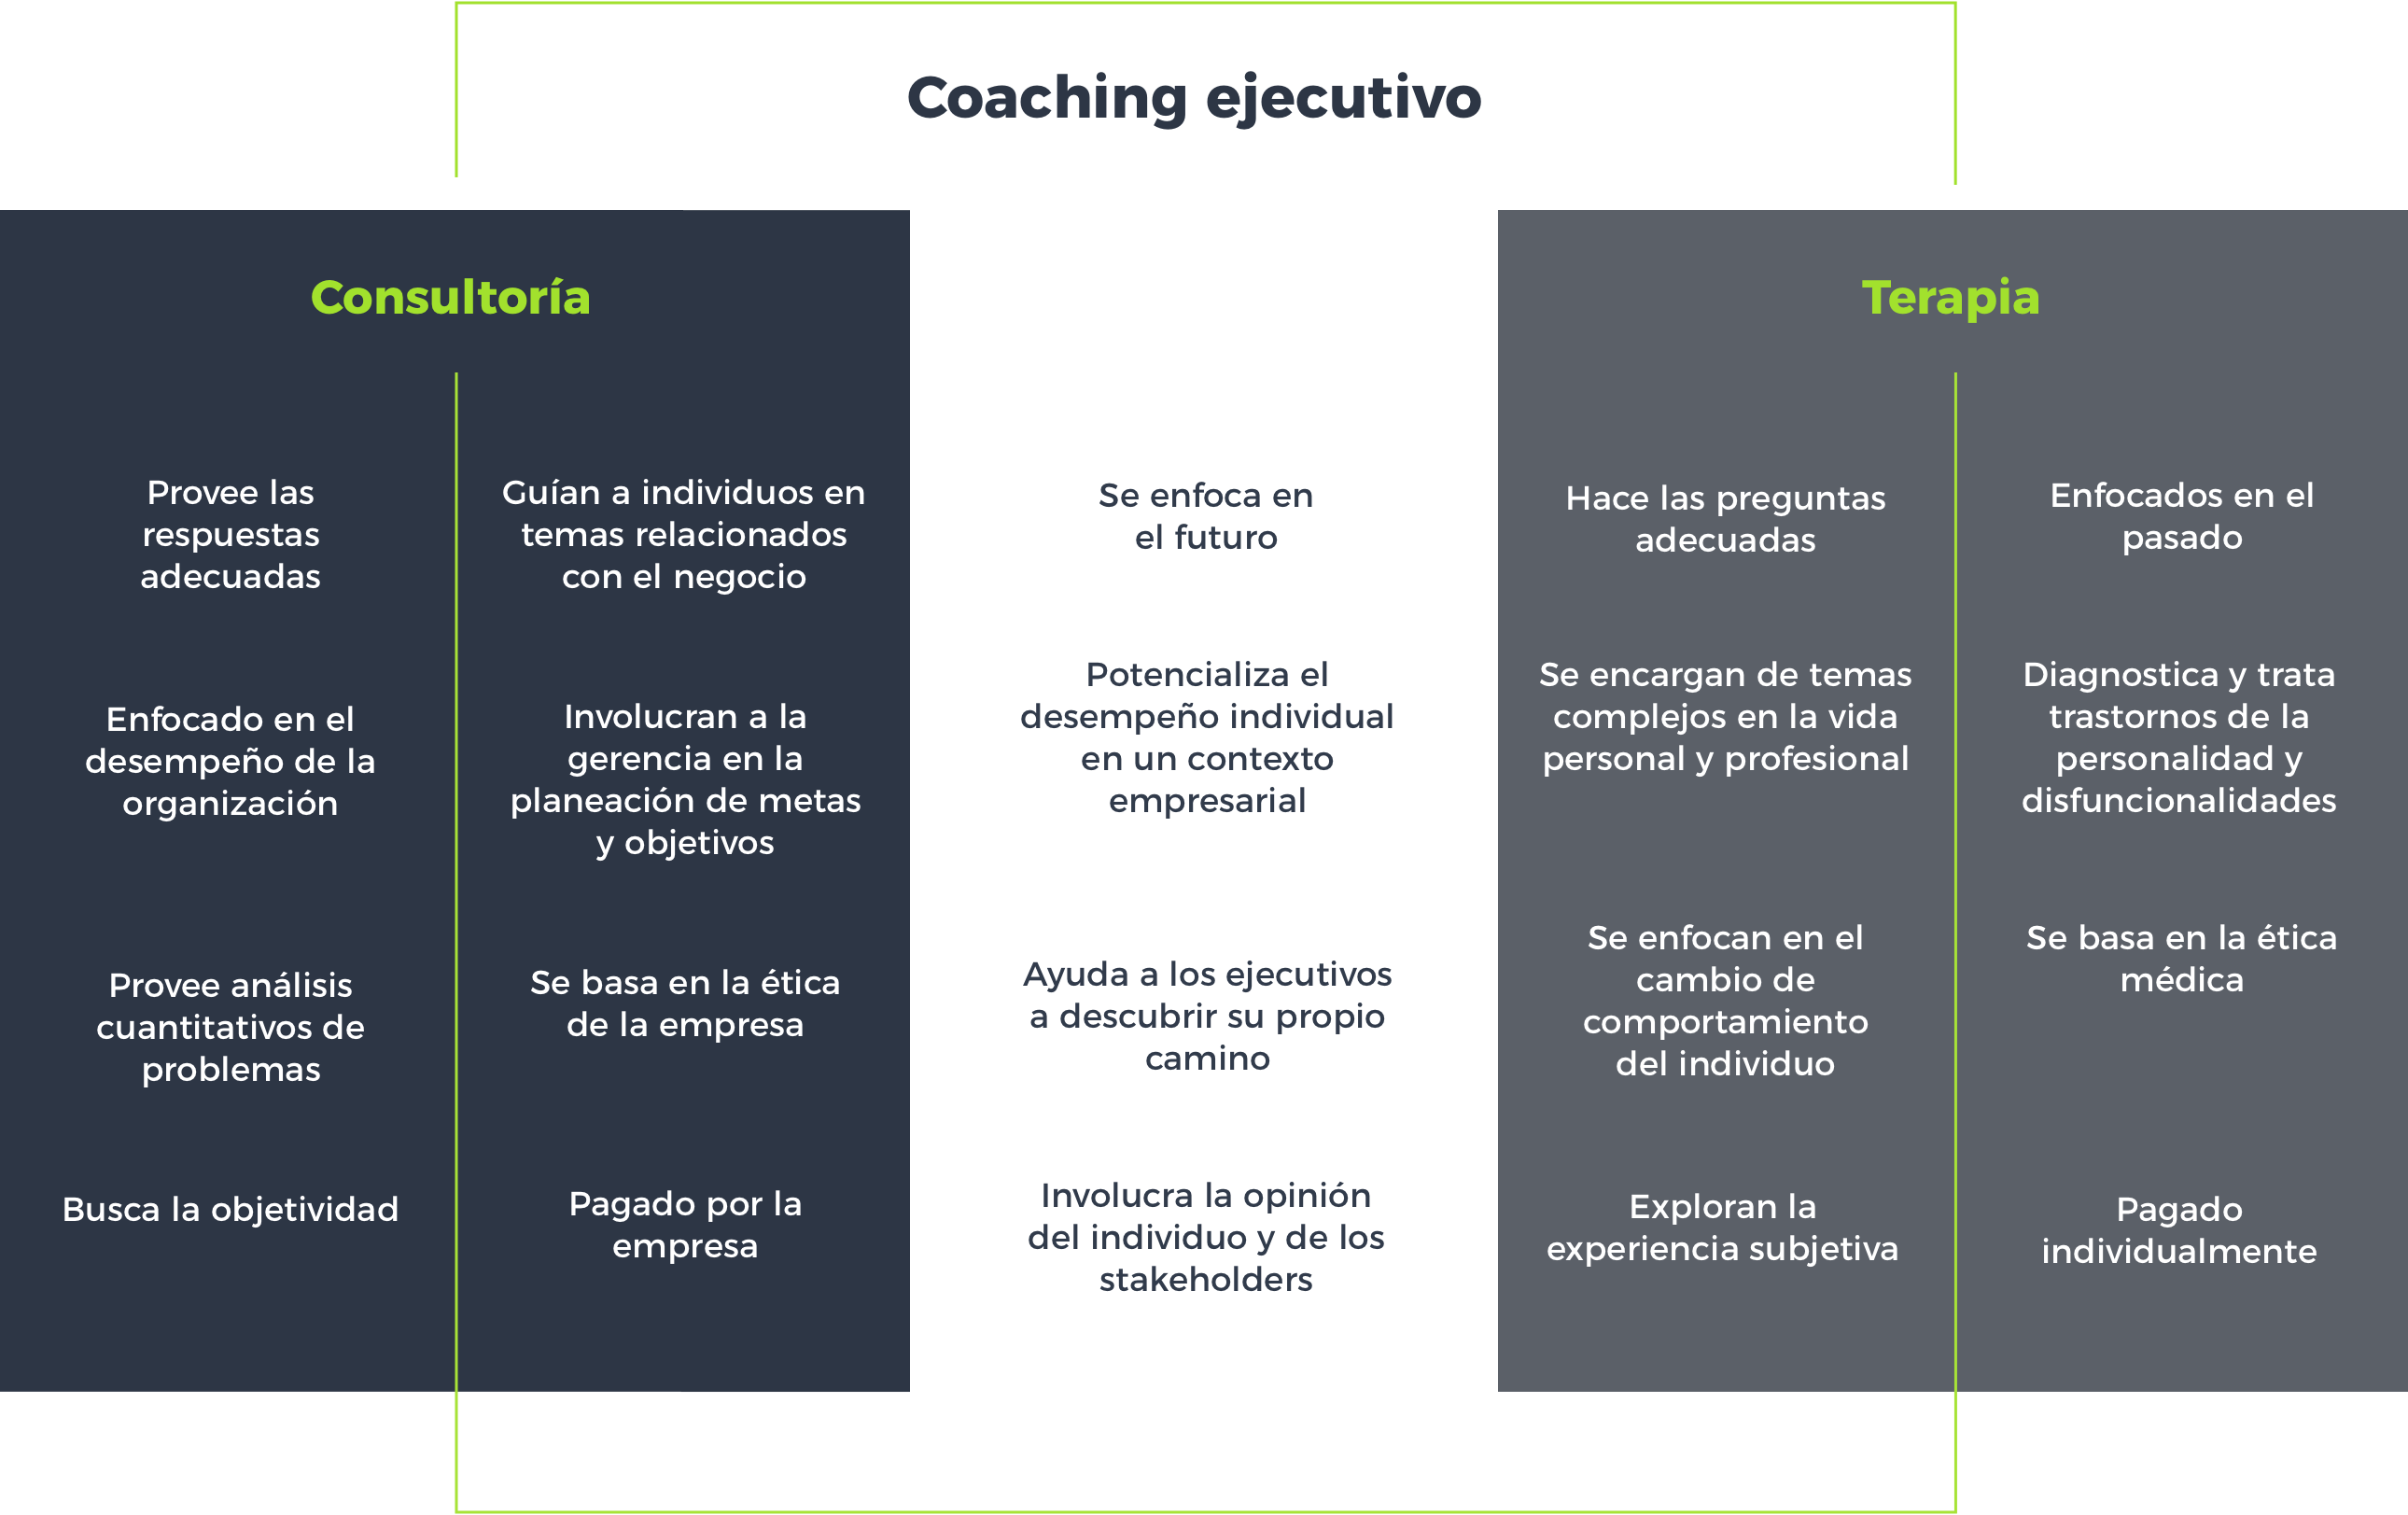 Coaching ejecutivo
Consultoría
Provee las
respuestas
adecuadas
Enfocado en el
desempeño de la
organización
Provee análisis
cuantitativos de
problemas
Busca la objetividad
Guían a individuos en
temas relacionados
con el negocio
Involucran a la
gerencia en la
planeación de metas
y objetivos
Se basa en la ética
de la empresa
Pagado por la
empresa
Se enfoca en
el futuro
Potencializa el
desempeño individual
en un contexto
empresarial
Ayuda a los ejecutivos
a descubrir su propio
camino
Involucra la opinión
del individuo y de los
stakeholders
Terapia
Hace las preguntas
adecuadas
Se encargan de temas
complejos en la vida
personal y profesional
Se enfocan en el
cambio de
comportamiento
del individuo
Exploran la
experiencia subjetiva
Enfocados en el
pasado
Diagnostica y trata
trastornos de la
personalidad y
disfuncionalidades
Se basa en la ética
médica
Pagado
individualmente